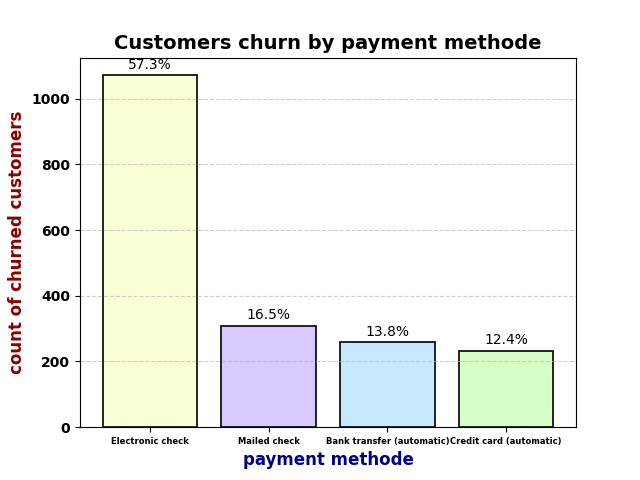 Customers churn by payment methode
57.3%
16.5%
13.8%
12.4%
1000
800
600
400
200
0
count of churned customers
Electronic check
Mailed check
Bank transfer (automatic)
Credit card (automatic)
payment methode